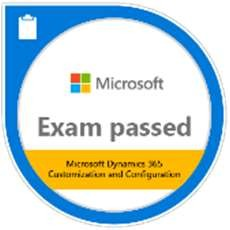 Microsoft
Exam passed
Microsoft Dynamics 365
Customization and Configuration